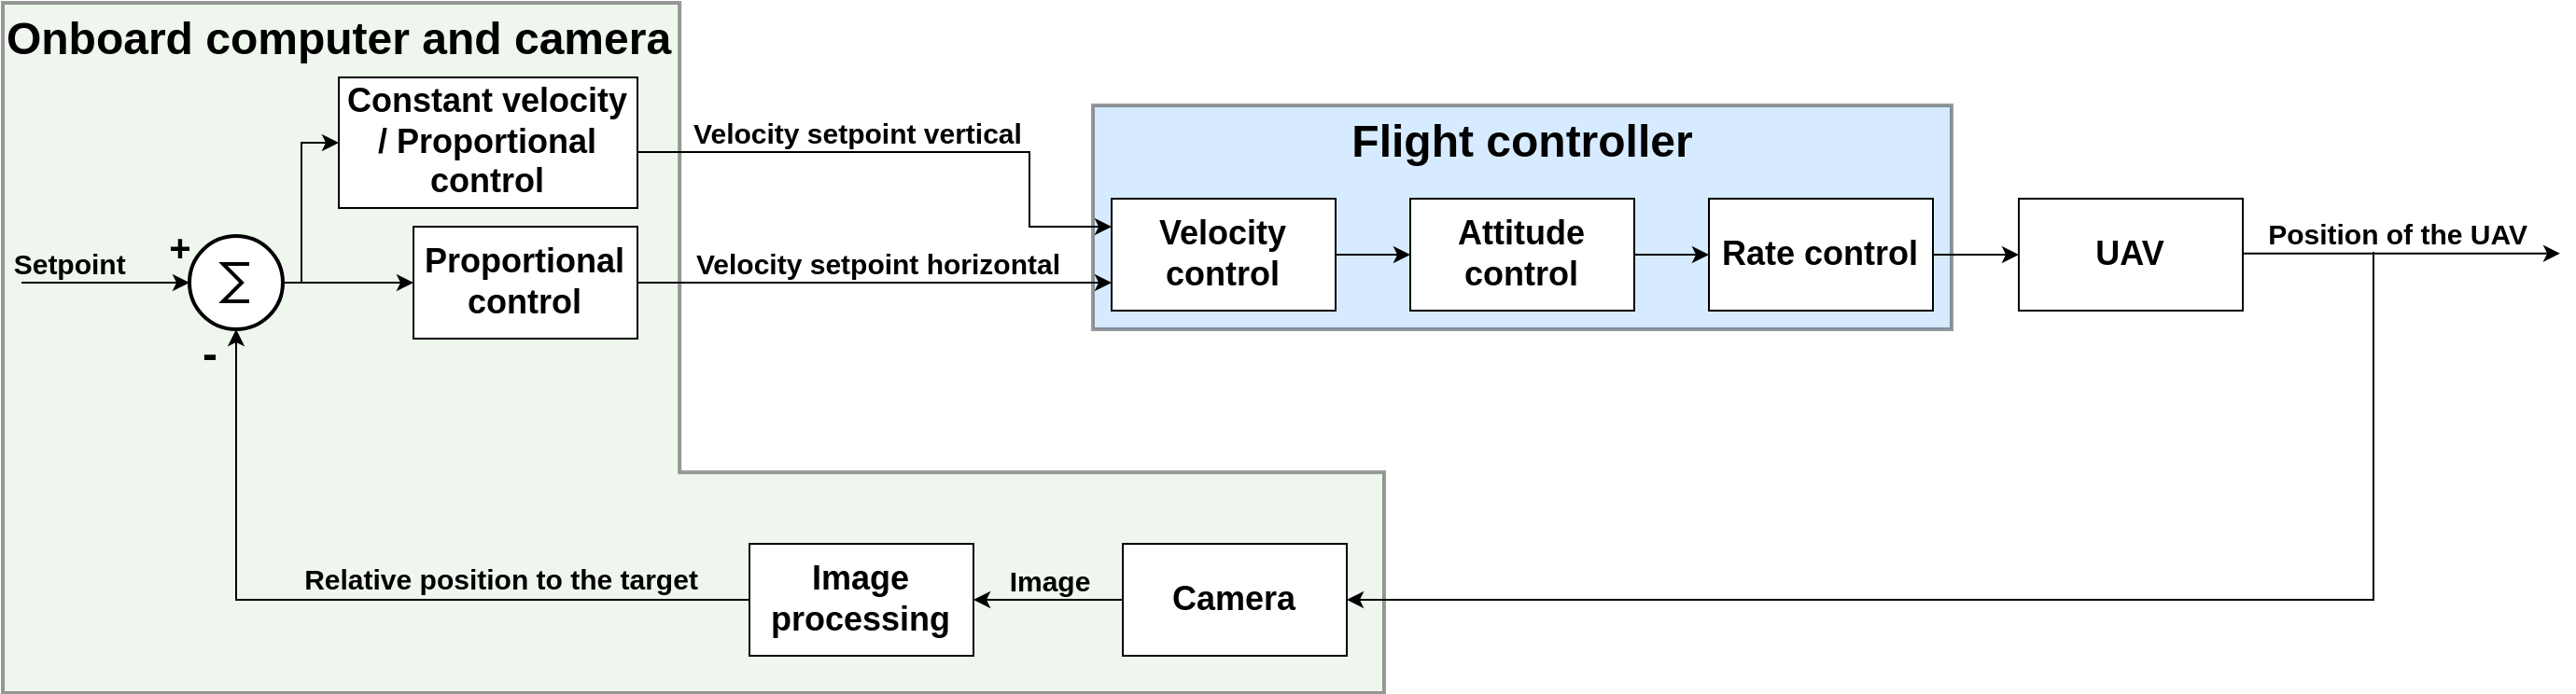 Onboard computer and camera
Constant velocity
/ Proportional
control
Velocity setpoint vertical
Flight controller
Setpoint
+
∑
-
Proportional
control
Velocity setpoint horizontal
Velocity
control
Attitude
control
Rate control
UAV
Position of the UAV
Relative position to the target
Image
processing
Image
Camera